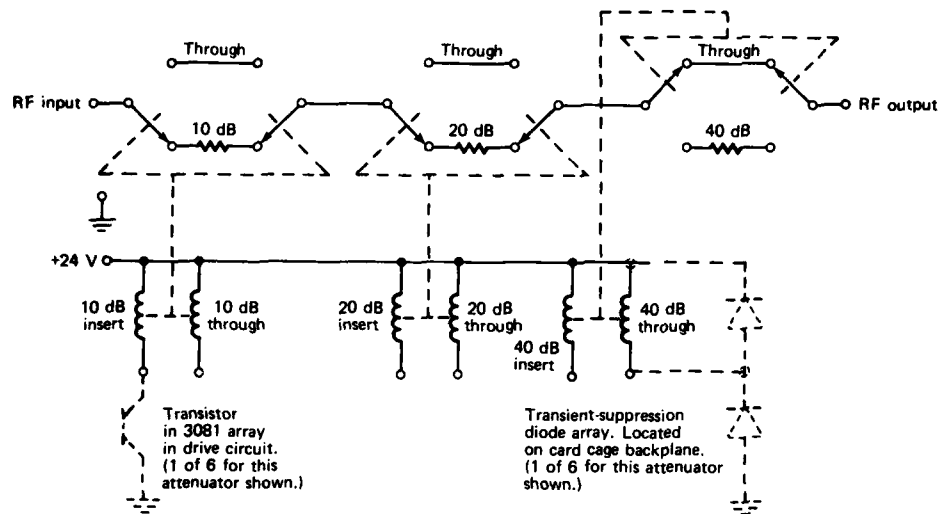 Through
Through
Through
RF input
10 dB
20 dB
40 dB
RF output
+24 V
10 dB
insert
10 dB
through
20 dB
insert
20 dB
through
40 dB
insert
40 dB
through
Transistor
in 3081 array
in drive circuit.
(1 of 6 for this
attenuator shown.)
Transient-suppression
diode array. Located
on card cage backplane.
(1 of 6 for this attenuator
shown.)